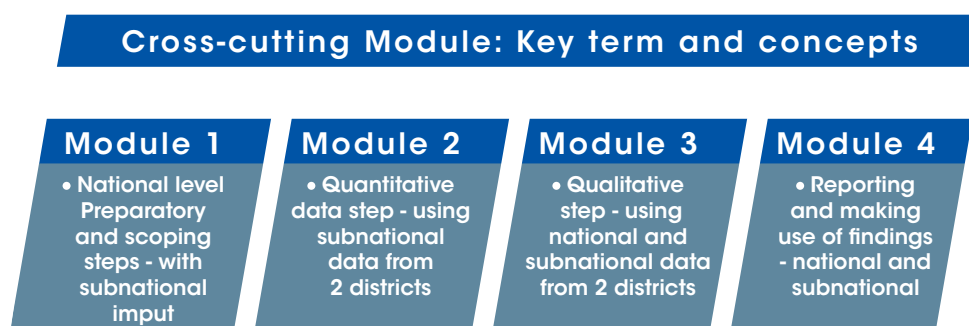 Cross-cutting Module: Key term and concepts
Module 1
• National level
Preparatory
and scoping
steps - with
subnational
imput
Module 2
• Quantitative
data step - using
subnational
data from
2 districts
Module 3
• Qualitative
step - using
national and
subnational data
from 2 districts
Module 4
• Reporting
and making
use of findings
- national and
subnational